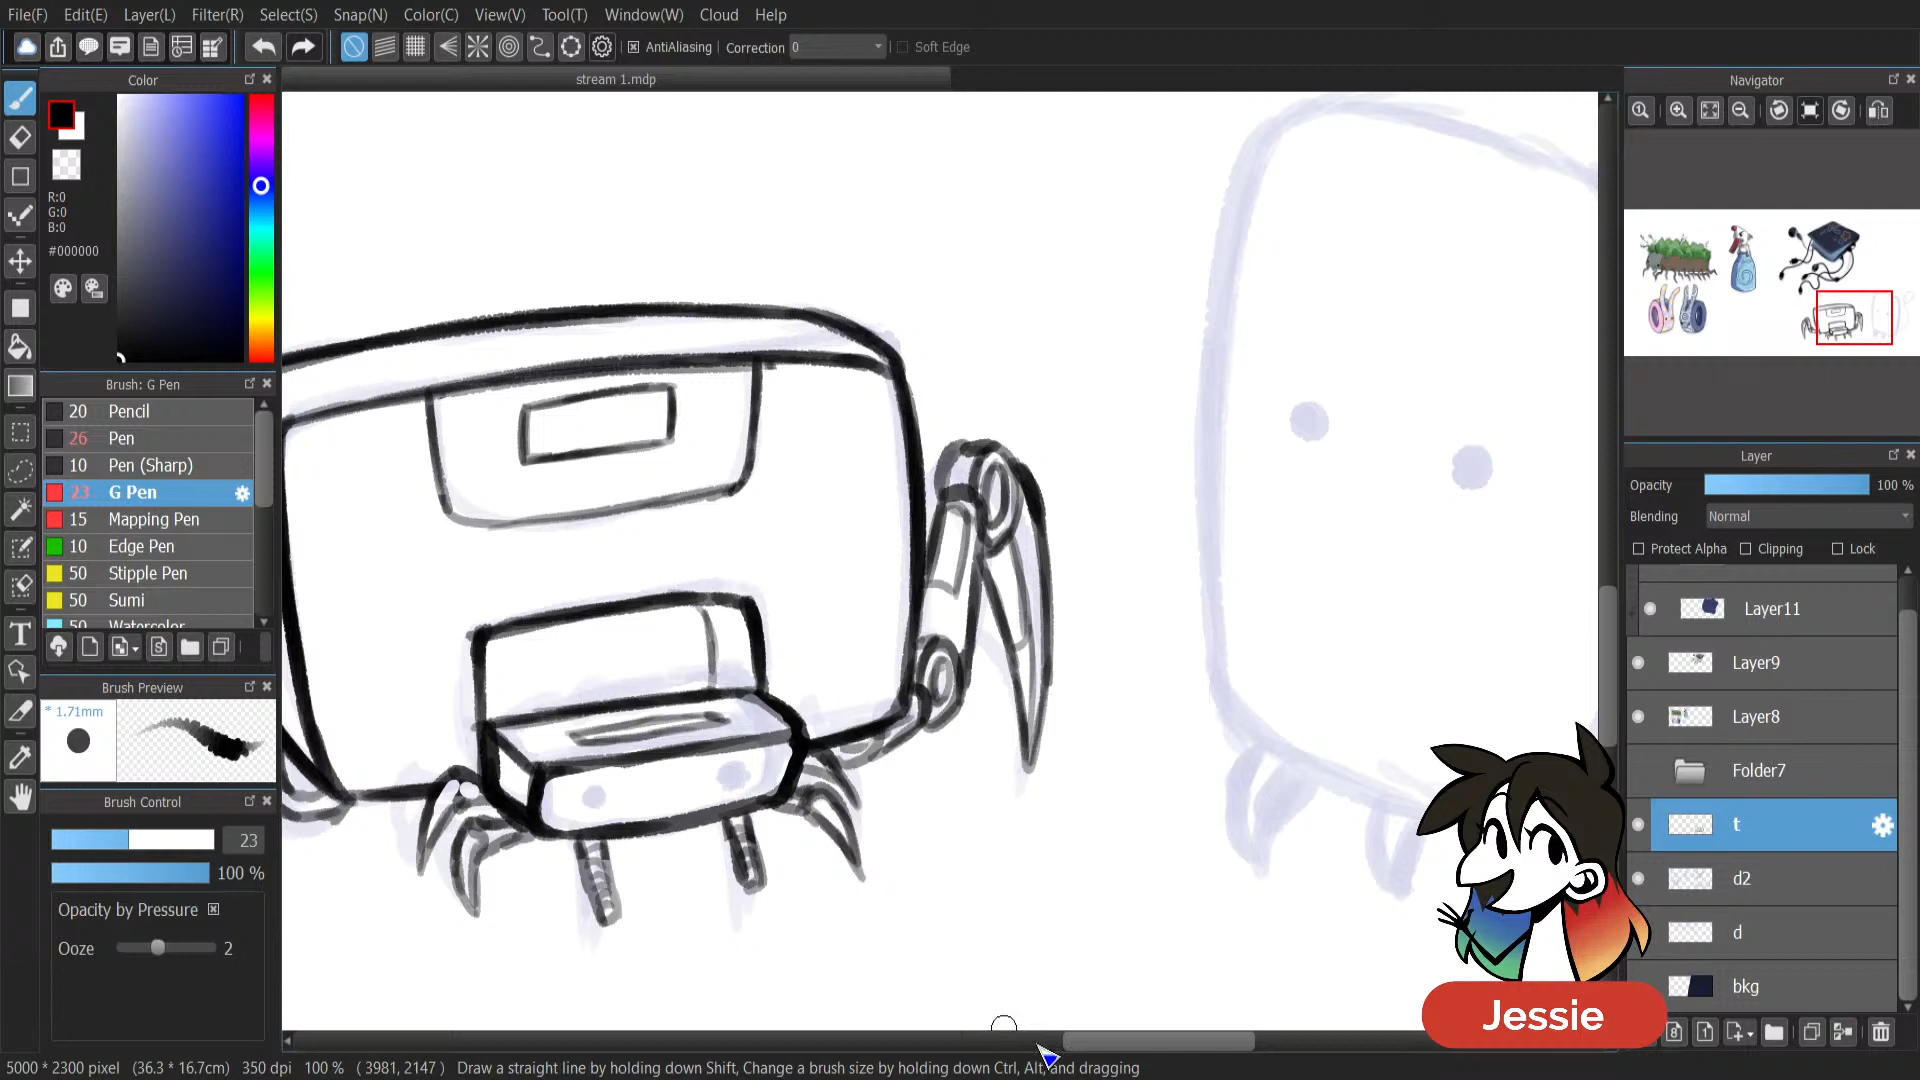 File(F) Edit(E) Layer(L) Filter(R) Select(S) Snap(N) Color(C) View(V) Tool(T) Window(W) Cloud Help
AntiAliasing Correction 0 Soft Edge
Color
stream 1.mdp
Navigator
R:0
G:0
B:0
#000000
Brush: G Pen
20 Pencil
26 Pen
10 Pen (Sharp)
23 G Pen
15 Mapping Pen
10 Edge Pen
50 Stipple Pen
50 Sumi
50 Watercolor
Brush Preview
* 1.71mm
Brush Control
23
100 %
Opacity by Pressure
Ooze 2
Layer
Opacity 100 %
Blending Normal
Protect Alpha Clipping Lock
Layer11
Layer9
Layer8
Folder7
t
d2
d
bkg
Jessie
5000 * 2300 pixel (36.3 * 16.7cm) 350 dpi 100 % ( 3981, 2147 ) Draw a straight line by holding down Shift, Change a brush size by holding down Ctrl, Alt, and dragging